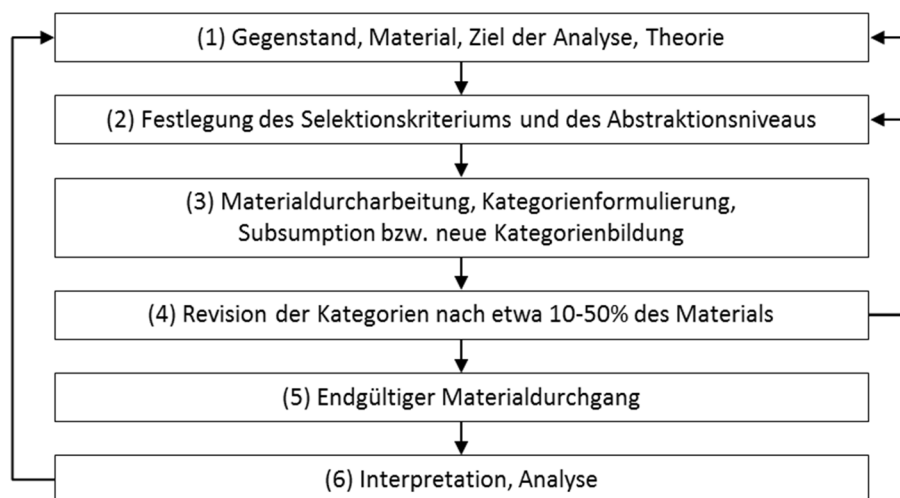 (1) Gegenstand, Material, Ziel der Analyse, Theorie
(2) Festlegung des Selektionskriteriums und des Abstraktionsniveaus
(3) Materialdurcharbeitung, Kategorienformulierung,
Subsumption bzw. neue Kategorienbildung
(4) Revision der Kategorien nach etwa 10-50% des Materials
(5) Endgültiger Materialdurchgang
(6) Interpretation, Analyse